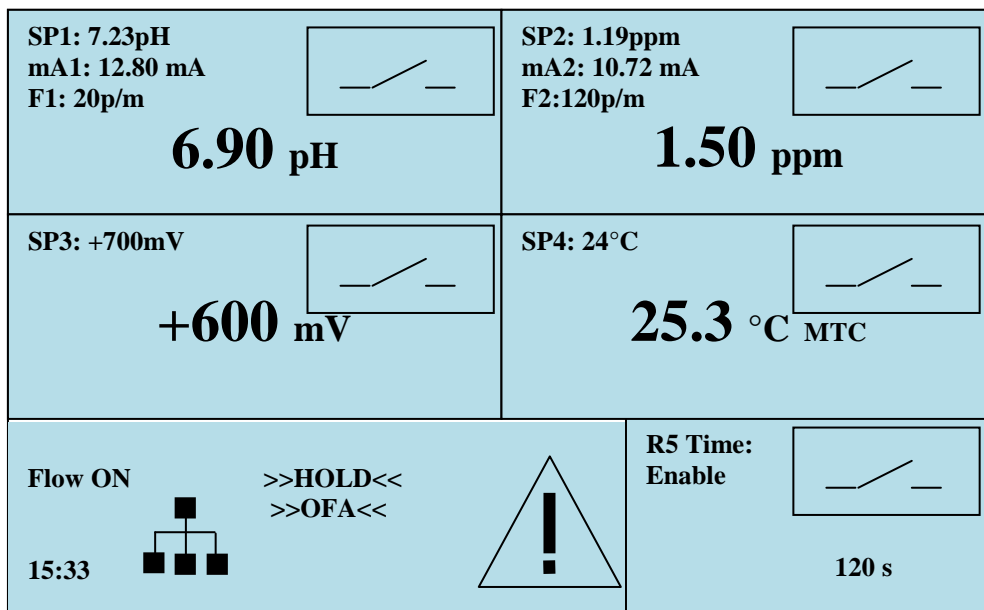 SP1: 7.23pH
mA1: 12.80 mA
F1: 20p/m
6.90 pH
SP2: 1.19ppm
mA2: 10.72 mA
F2:120p/m
1.50 ppm
SP3: +700mV
+600 mV
SP4: 24°C
25.3 °C MTC
Flow ON
>>HOLD<<
>>OFA<<
15:33
R5 Time:
Enable
120 s